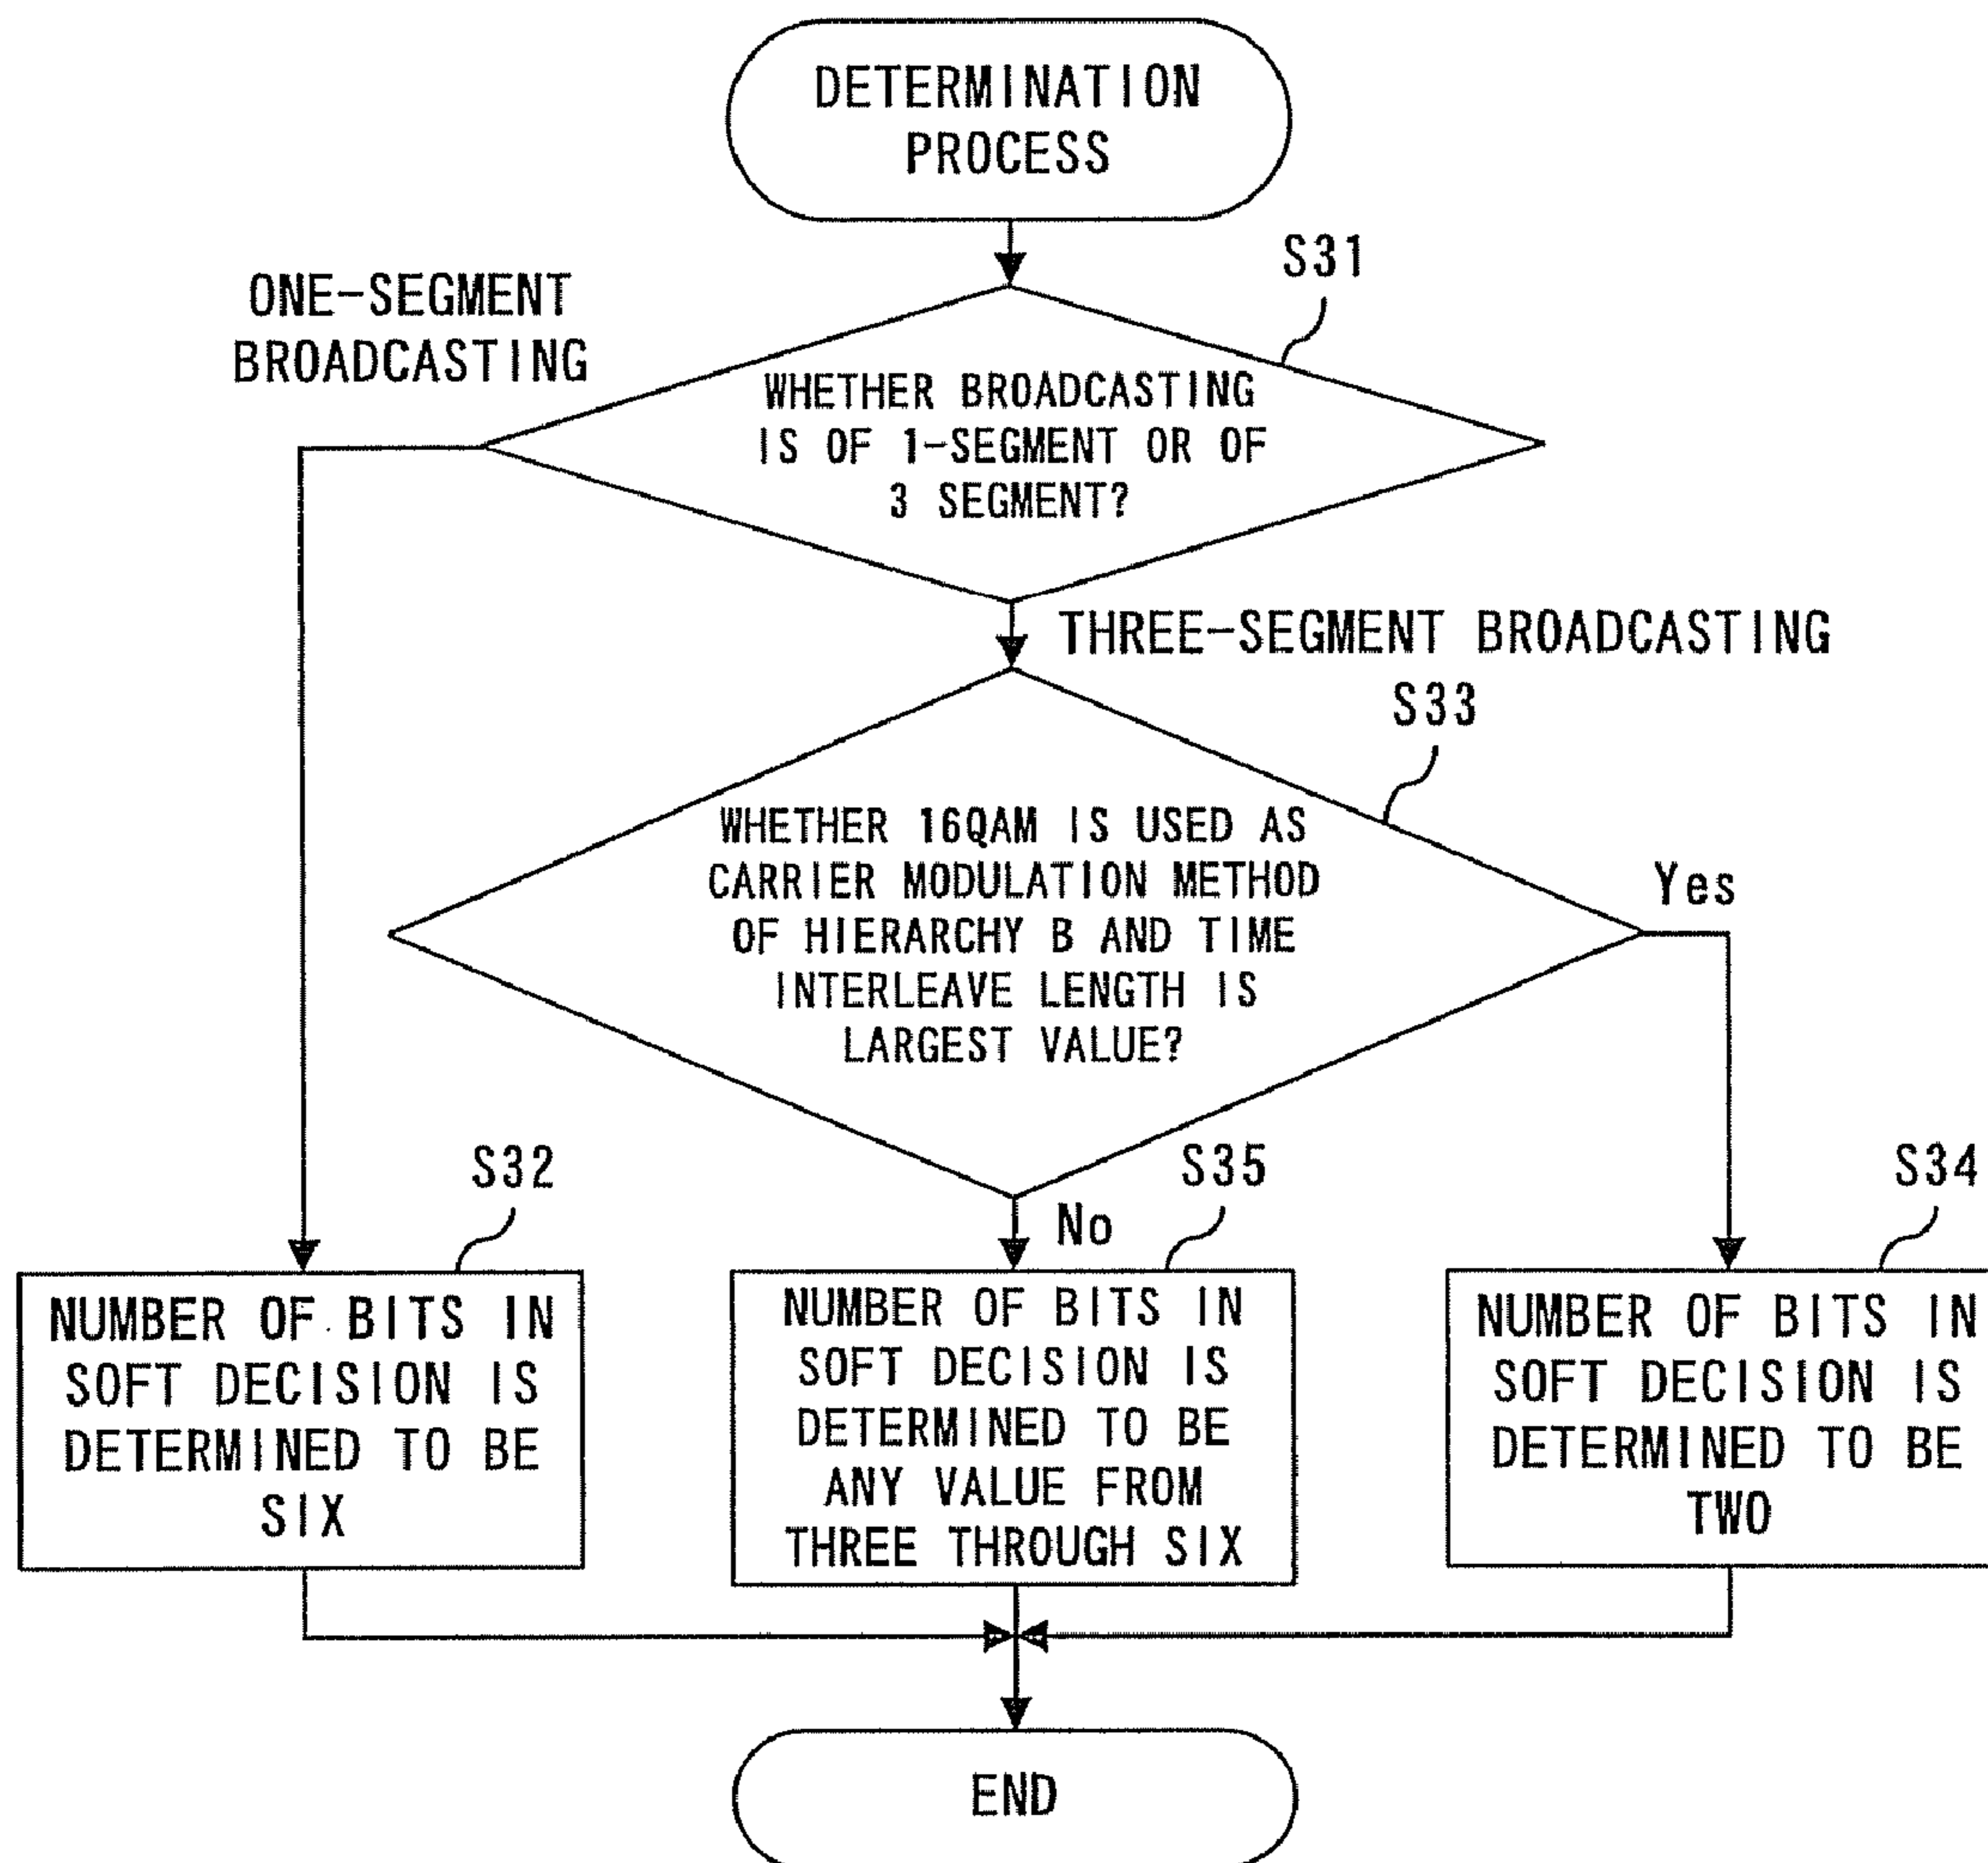 DETERMINATION
PROCESS
S31
ONE-SEGMENT
BROADCASTING
WHETHER BROADCASTING
IS OF 1-SEGMENT OR OF
3 SEGMENT?
THREE-SEGMENT BROADCASTING
S33
WHETHER 16QAM IS USED AS
CARRIER MODULATION METHOD
OF HIERARCHY B AND TIME
INTERLEAVE LENGTH IS
LARGEST VALUE?
Yes
No
S32
NUMBER OF BITS IN
SOFT DECISION IS
DETERMINED TO BE
SIX
S35
NUMBER OF BITS IN
SOFT DECISION IS
DETERMINED TO BE
ANY VALUE FROM
THREE THROUGH SIX
S34
NUMBER OF BITS IN
SOFT DECISION IS
DETERMINED TO BE
TWO
END